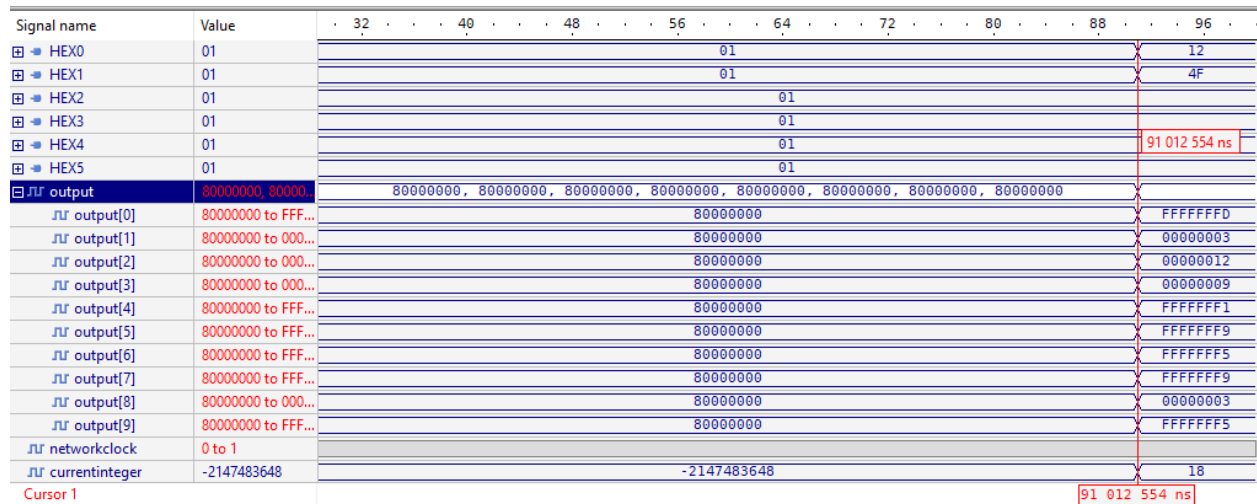 Signal name Value 32 40 48 56 64 72 80 88 96
HEX0 01 01 12
HEX1 01 01 4F
HEX2 01 01
HEX3 01 01
HEX4 01 01 91 012 554 ns
HEX5 01 01
output 80000000, 80000... 80000000, 80000000, 80000000, 80000000, 80000000, 80000000, 80000000, 80000000
output[0] 80000000 to FFF... 80000000 FFFFFFFD
output[1] 80000000 to 000... 80000000 00000003
output[2] 80000000 to 000... 80000000 00000012
output[3] 80000000 to 000... 80000000 00000009
output[4] 80000000 to FFF... 80000000 FFFFFFF1
output[5] 80000000 to FFF... 80000000 FFFFFFF9
output[6] 80000000 to FFF... 80000000 FFFFFFF5
output[7] 80000000 to FFF... 80000000 FFFFFFF9
output[8] 80000000 to 000... 80000000 00000003
output[9] 80000000 to FFF... 80000000 FFFFFFF5
networkclock 0 to 1
currentinteger -2147483648 -2147483648 18
Cursor 1 91 012 554 ns